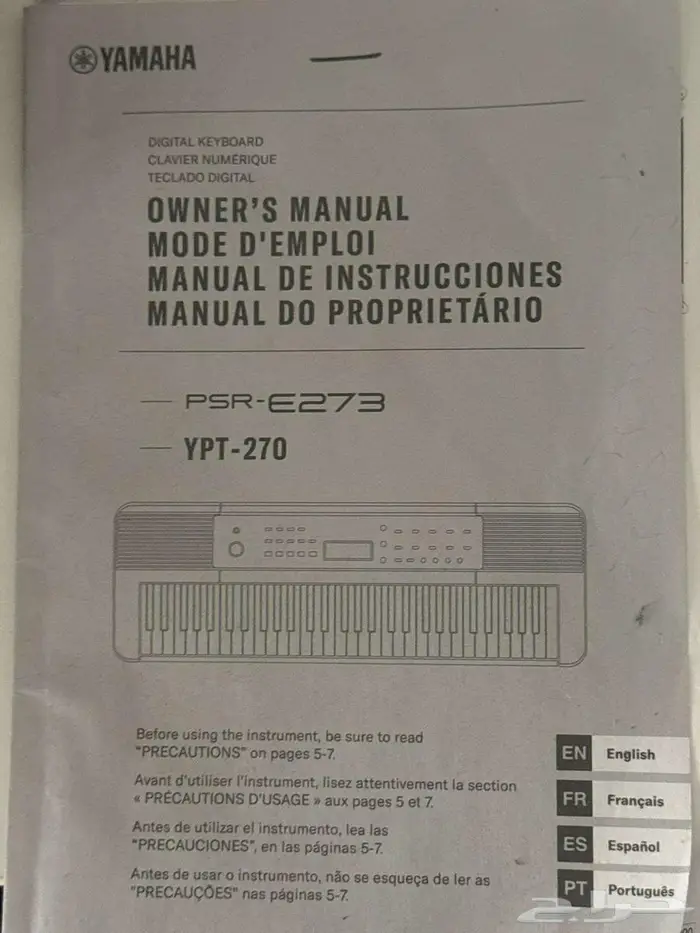 YAMAHA
DIGITAL KEYBOARD
CLAVIER NUMÉRIQUE
TECLADO DIGITAL
OWNER'S MANUAL
MODE D'EMPLOI
MANUAL DE INSTRUCCIONES
MANUAL DO PROPRIETÁRIO
PSR-E273
YPT-270
Before using the instrument, be sure to read
"PRECAUTIONS" on pages 5-7.
Avant d'utiliser l'instrument, lisez attentivement la section
« PRÉCAUTIONS D'USAGE » aux pages 5 et 7.
Antes de utilizar el instrumento, lea las
"PRECAUCIONES", en las páginas 5-7.
Antes de usar o instrumento, não se esqueça de ler as
"PRECAUÇÕES" nas páginas 5-7.
EN English
FR Français
ES Español
PT Português
حراج